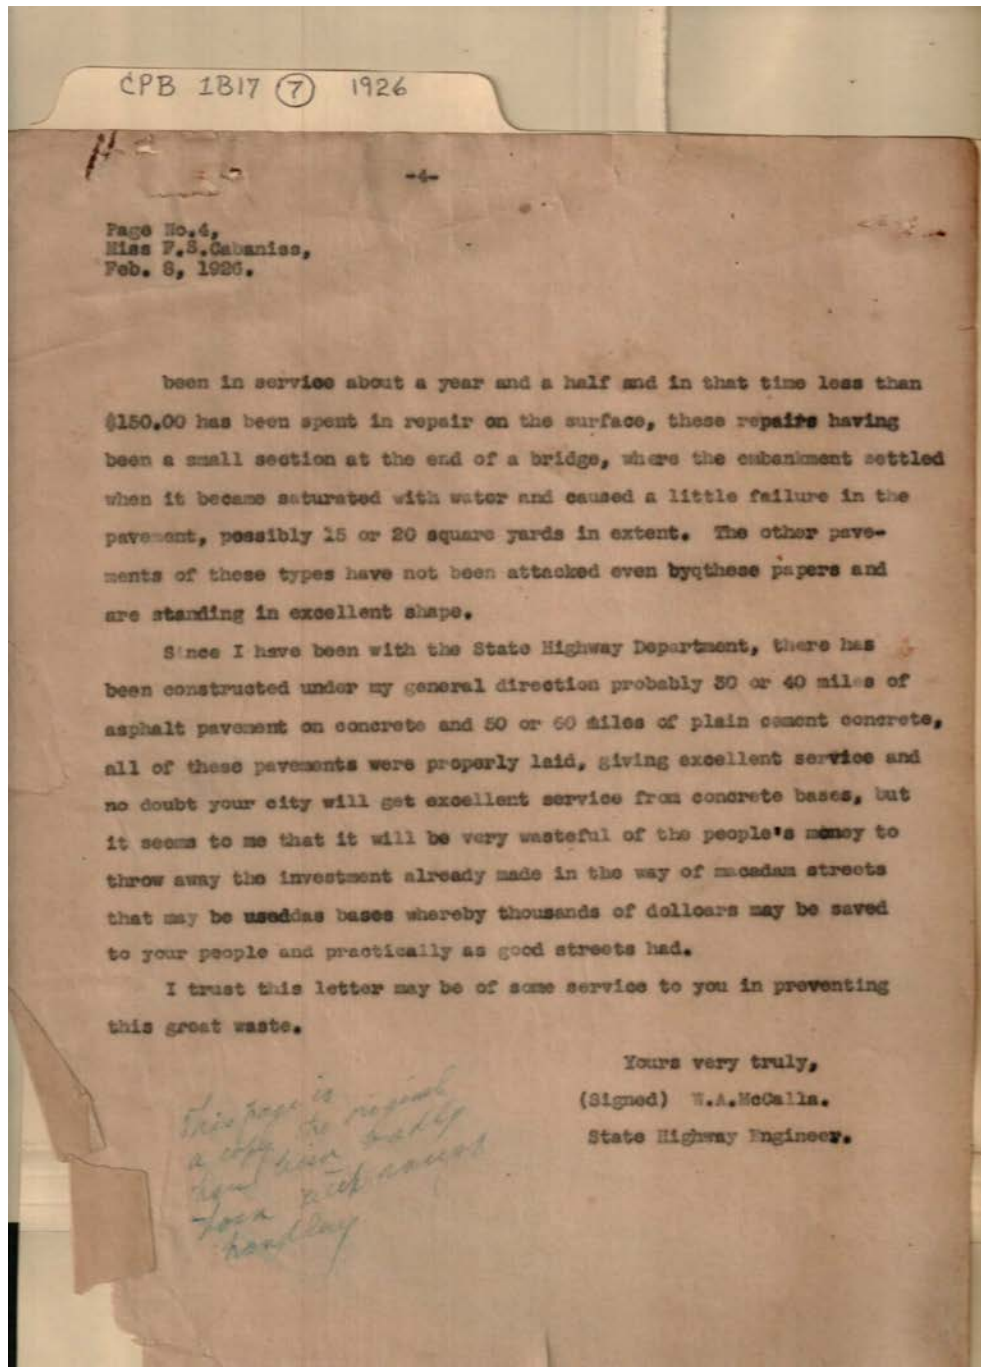 CPB 1B17 7 1926
-4-
Page No.4,
Miss F.S.Cabaniss,
Feb. 8, 1926.
been in service about a year and a half and in that time less than
$150.00 has been spent in repair on the surface, these repairs having
been a small section at the end of a bridge, where the embankment settled
when it became saturated with water and caused a little failure in the
pavement, possibly 15 or 20 square yards in extent. The other pave-
ments of these types have not been attacked even byqthese papers and
are standing in excellent shape.
Since I have been with the State Highway Department, there has
been constructed under my general direction probably 30 or 40 miles of
asphalt pavement on concrete and 50 or 60 miles of plain cement concrete,
all of these pavements were properly laid, giving excellent service and
no doubt your city will get excellent service from concrete bases, but
it seems to me that it will be very wasteful of the people's money to
throw away the investment already made in the way of macadam streets
that may be useddas bases whereby thousands of dolloars may be saved
to your people and practically as good streets had.
I trust this letter may be of some service to you in preventing
this great waste.
Yours very truly,
(Signed) W.A.McCalla.
State Highway Engineer.
This page is
a copy the original
have been badly
torn with rough
handling